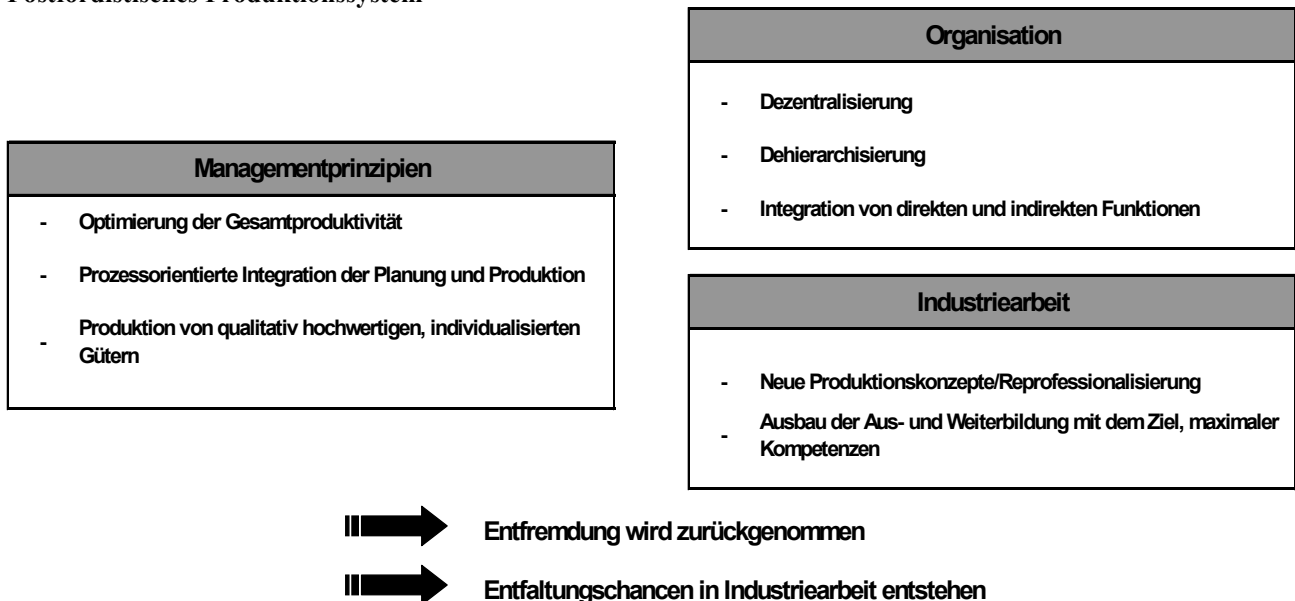 Postfordistisches Produktionssystem
Organisation
- Dezentralisierung
- Dehierarchisierung
- Integration von direkten und indirekten Funktionen
Managementprinzipien
- Optimierung der Gesamtproduktivität
- Prozessorientierte Integration der Planung und Produktion
- Produktion von qualitativ hochwertigen, individualisierten
Gütern
Industriearbeit
- Neue Produktionskonzepte/Reprofessionalisierung
- Ausbau der Aus- und Weiterbildung mit dem Ziel, maximaler
Kompetenzen
Entfremdung wird zurückgenommen
Entfaltungschancen in Industriearbeit entstehen